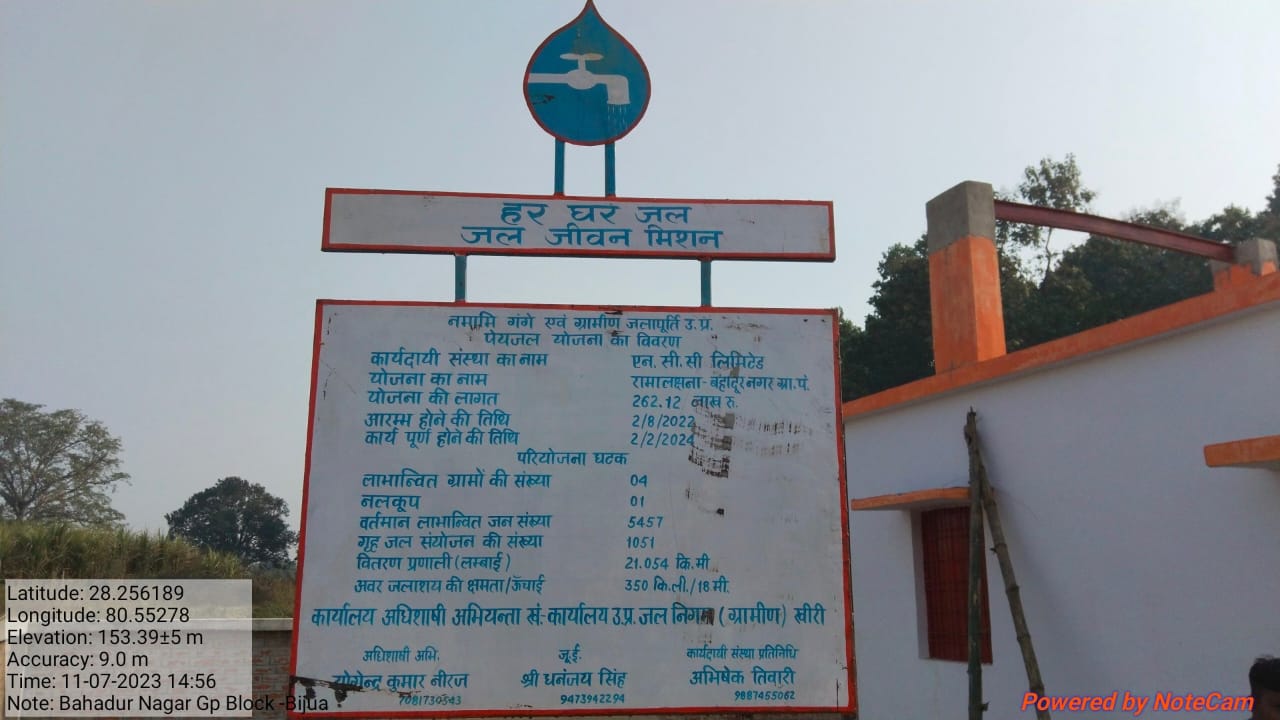 हर घर जल
जल जीवन मिशन
नमामि गंगे एवं ग्रामीण जलापूर्ति उ.प्र.
पेयजल योजना का विवरण
कार्यदायी संस्था का नाम एन. सी. सी लिमिटेड
योजना का नाम रामालक्षना- बहादूरनगर ग्रा.पं.
योजना की लागत 262.12 लाख रु.
आरम्भ होने की तिथि 2/8/2022
कार्य पूर्ण होने की तिथि 2/2/2024
परियोजना घटक
लाभान्वित ग्रामों की संख्या 04
नलकूप 01
वर्तमान लाभान्वित जन संख्या 5457
गृह जल संयोजन की संख्या 1051
वितरण प्रणाली (लम्बाई) 21.054 कि.मी
अवर जलाशय की क्षमता/ऊँचाई 350 कि.ली./18 मी.
कार्यालय अधिशाषी अभियन्ता खं.-कार्यालय उ.प्र. जल निगम (ग्रामीण) खीरी
अधिशाषी अभि. जू.ई. कार्यदायी संस्था प्रतिनिधि
योगेन्द्र कुमार नीरज श्री धनंजय सिंह अभिषेक तिवारी
7081730543 9473942294 9887455062
Latitude: 28.256189
Longitude: 80.55278
Elevation: 153.39±5 m
Accuracy: 9.0 m
Time: 11-07-2023 14:56
Note: Bahadur Nagar Gp Block -Bijua
Powered by NoteCam